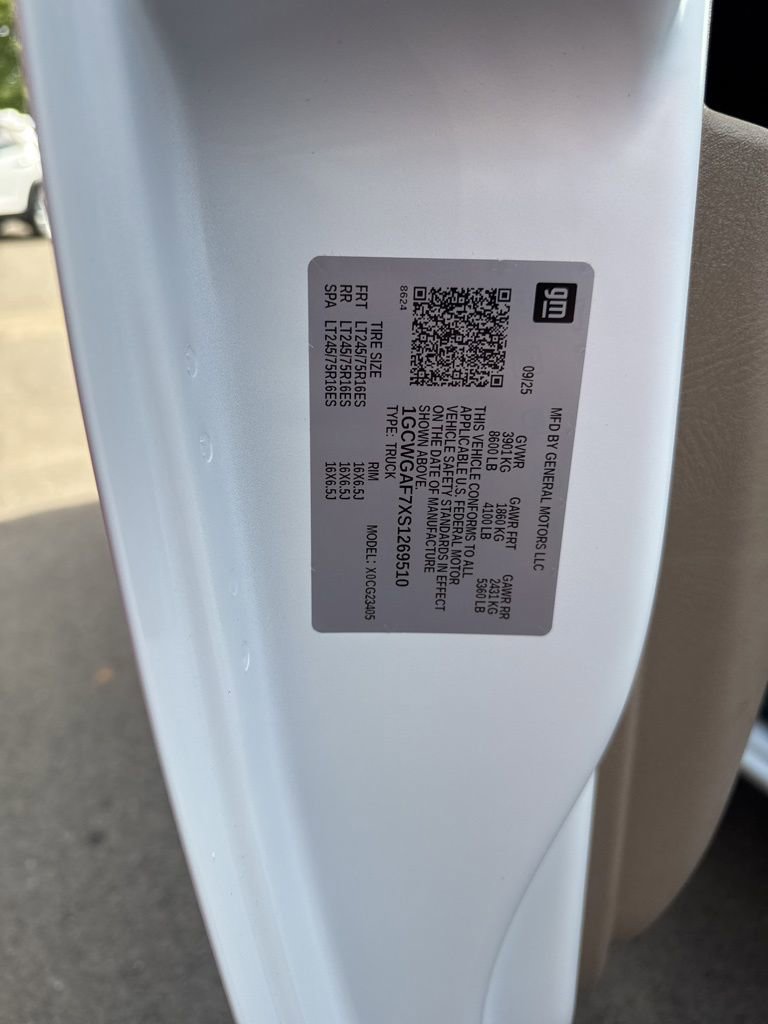 gm
MFD BY GENERAL MOTORS LLC
09/25
GVWR GAWR FRT GAWR RR
3901 KG 1860 KG 2431 KG
8600 LB 4100 LB 5360 LB
THIS VEHICLE CONFORMS TO ALL
APPLICABLE U.S. FEDERAL MOTOR
VEHICLE SAFETY STANDARDS IN EFFECT
ON THE DATE OF MANUFACTURE
SHOWN ABOVE.
1GCWGAF7XS1269510
TYPE: TRUCK
MODEL: X0CG23405
8624
TIRE SIZE RIM
FRT LT245/75R16ES 16X6.5J
RR LT245/75R16ES 16X6.5J
SPA LT245/75R16ES 16X6.5J